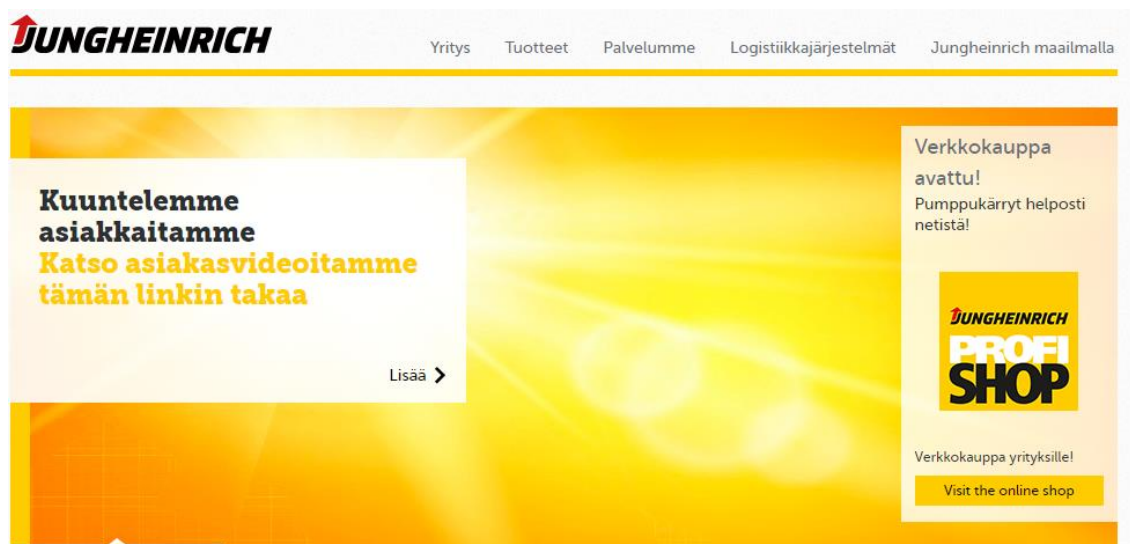 JUNGHEINRICH
Yritys Tuotteet Palvelumme Logistiikkajärjestelmät Jungheinrich maailmalla
Kuuntelemme
asiakkaitamme
Katso asiakasvideoitamme
tämän linkin takaa
Lisää
Verkkokauppa
avattu!
Pumppukärryt helposti
netistä!
JUNGHEINRICH
PROFI
SHOP
Verkkokauppa yrityksille!
Visit the online shop